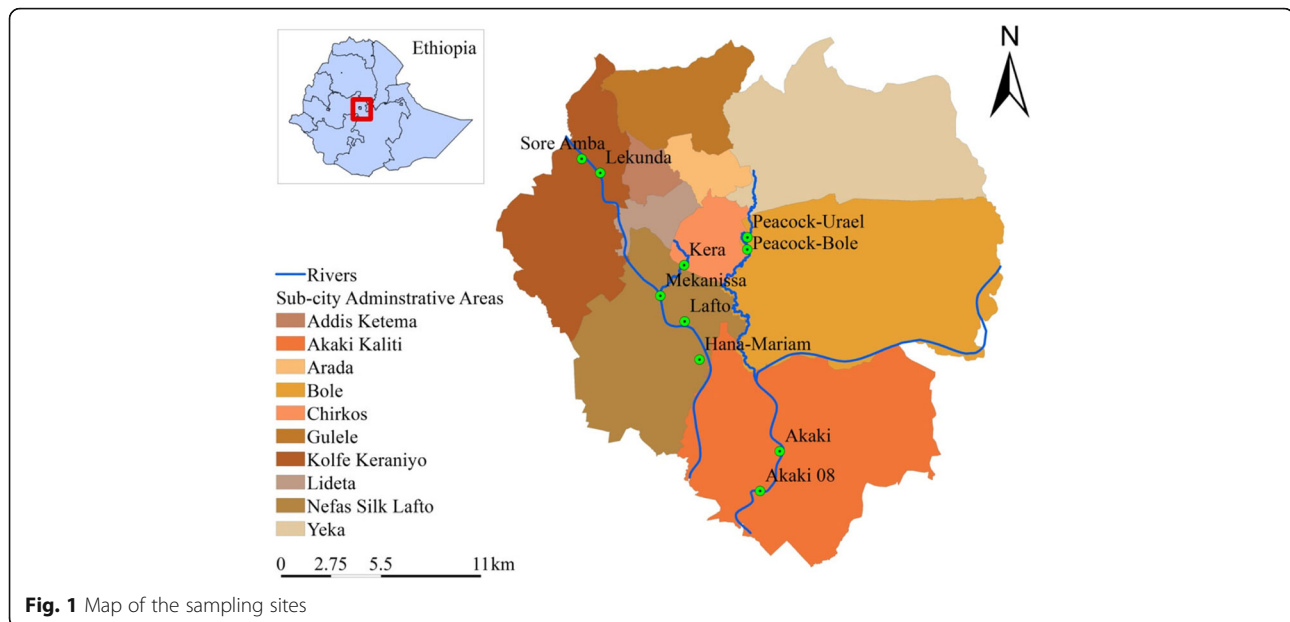 Ethiopia
N
Sore Amba
Lekunda
Peacock-Urael
Peacock-Bole
Kera
Mekanissa
Lafto
Hana-Mariam
Akaki
Akaki 08
Rivers
Sub-city Adminstrative Areas
Addis Ketema
Akaki Kaliti
Arada
Bole
Chirkos
Gulele
Kolfe Keraniyo
Lideta
Nefas Silk Lafto
Yeka
0 2.75 5.5 11km
Fig. 1 Map of the sampling sites